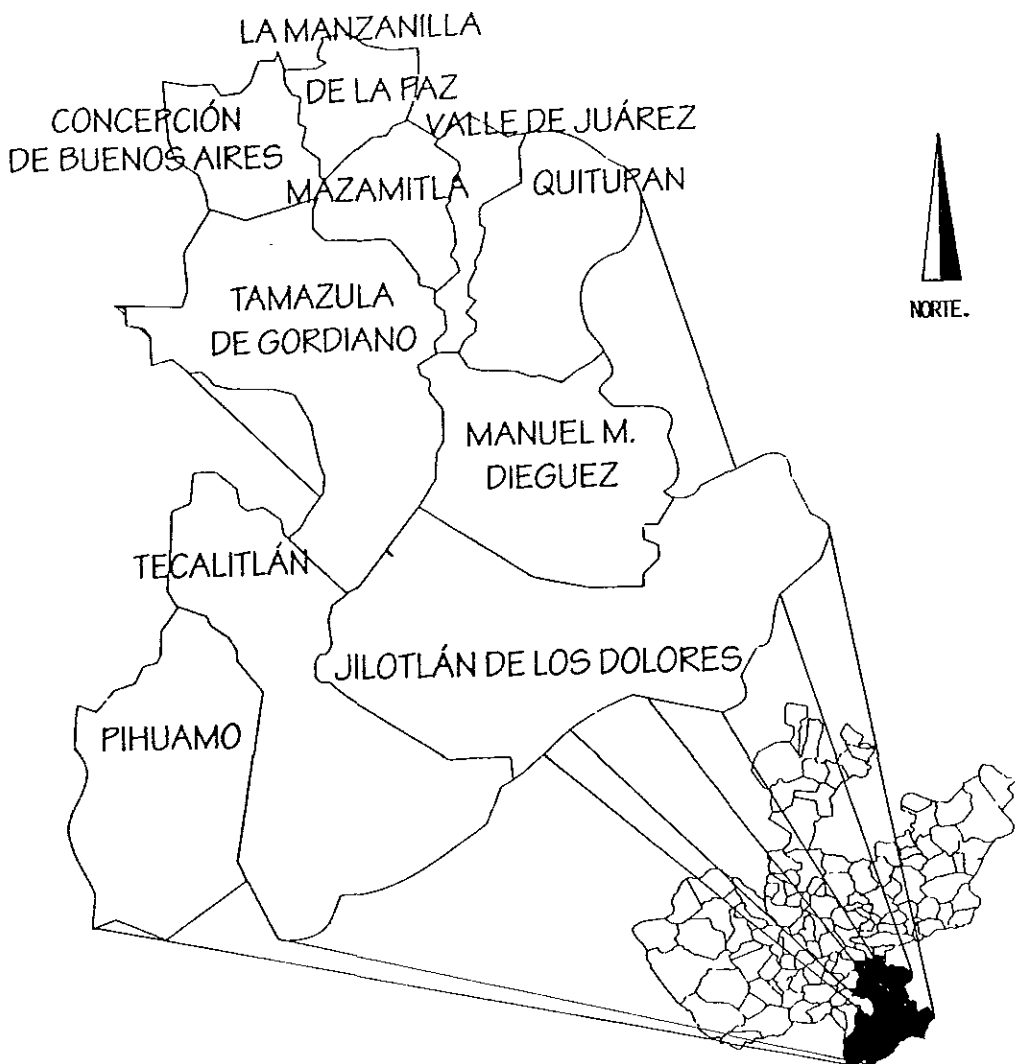 LA MANZANILLA
DE LA PAZ
CONCEPCIÓN
DE BUENOS AIRES
VALLE DE JUÁREZ
MAZAMITLA
QUITUPAN
NORTE.
TAMAZULA
DE GORDIANO
MANUEL M.
DIEGUEZ
TECALITLÁN
JILOTLÁN DE LOS DOLORES
PIHUAMO